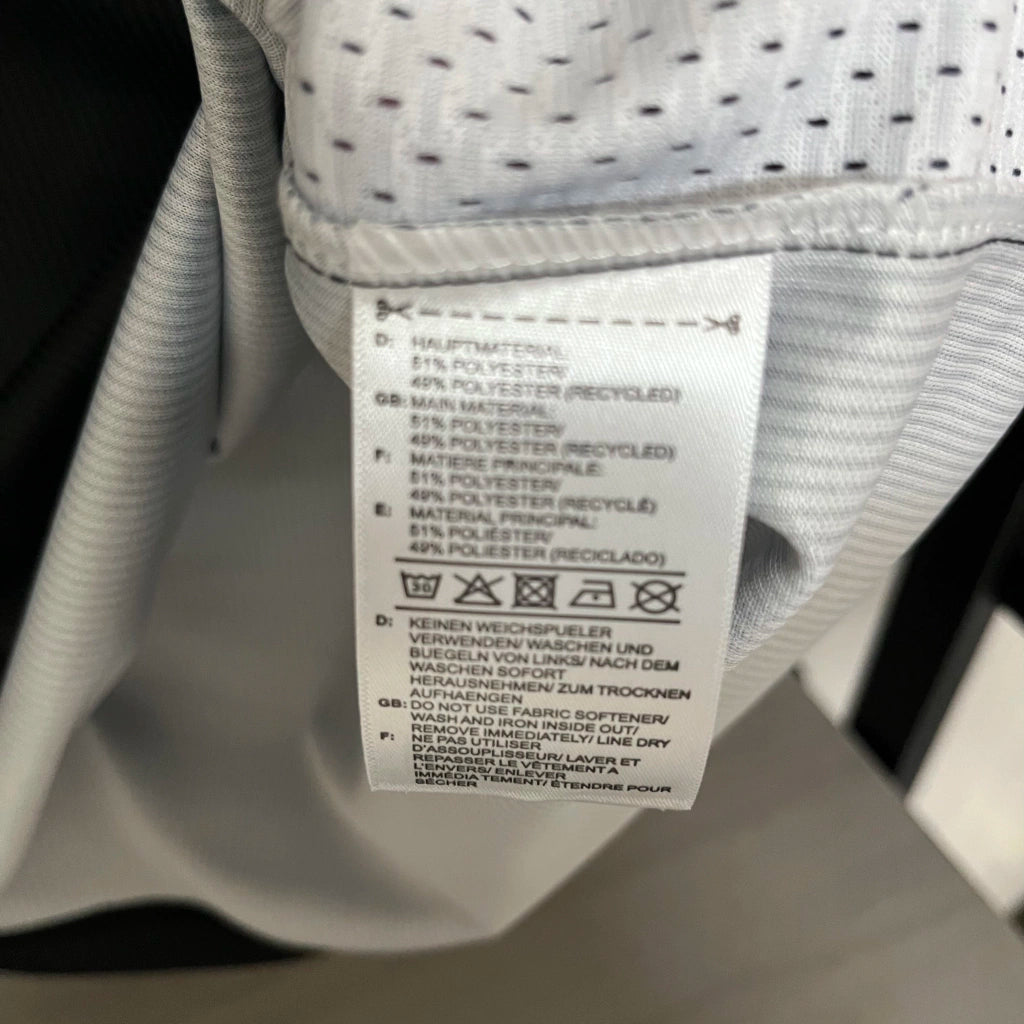 D: HAUPTMATERIAL:
51% POLYESTER/
49% POLYESTER (RECYCLED)
GB: MAIN MATERIAL:
51% POLYESTER/
49% POLYESTER (RECYCLED)
F: MATIERE PRINCIPALE:
51% POLYESTER/
49% POLYESTER (RECYCLÉ)
E: MATERIAL PRINCIPAL:
51% POLIÉSTER/
49% POLIESTER (RECICLADO)
30
D: KEINEN WEICHSPUELER
VERWENDEN/ WASCHEN UND
BUEGELN VON LINKS/ NACH DEM
WASCHEN SOFORT
HERAUSNEHMEN/ ZUM TROCKNEN
AUFHAENGEN
GB: DO NOT USE FABRIC SOFTENER/
WASH AND IRON INSIDE OUT/
REMOVE IMMEDIATELY/ LINE DRY
F: NE PAS UTILISER
D'ASSOUPLISSEUR/ LAVER ET
REPASSER LE VÊTEMENT A
L'ENVERS/ ENLEVER
IMMÉDIATEMENT/ ÉTENDRE POUR
SÉCHER